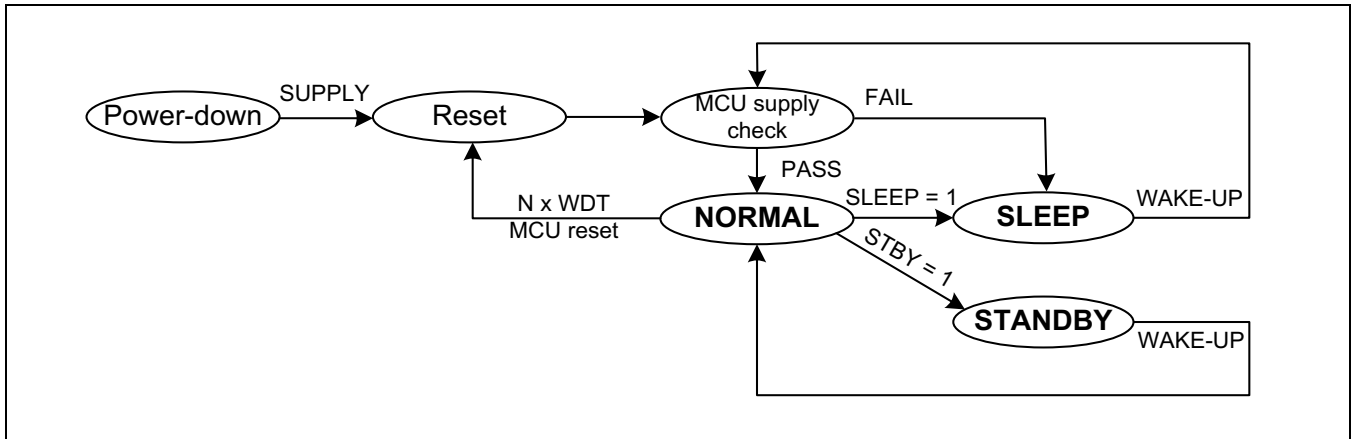 Power-down
SUPPLY
Reset
MCU supply
check
FAIL
PASS
N x WDT
MCU reset
NORMAL
SLEEP = 1
SLEEP
WAKE-UP
STBY = 1
STANDBY
WAKE-UP